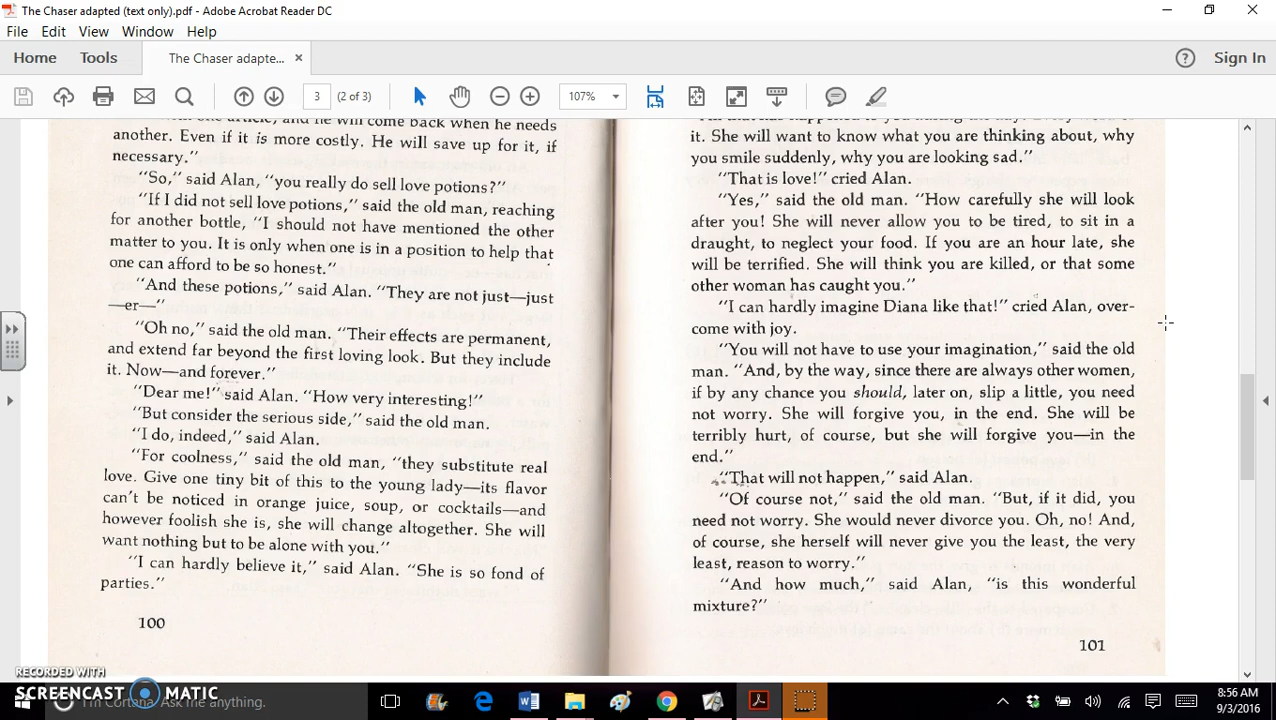 The Chaser adapted (text only).pdf - Adobe Acrobat Reader DC
File Edit View Window Help
Home Tools The Chaser adapte... × Sign In
3 (2 of 3) 107%
one article, and he will come back when he needs
another. Even if it is more costly. He will save up for it, if
necessary."
"So," said Alan, "you really do sell love potions?"
"If I did not sell love potions," said the old man, reaching
for another bottle, "I should not have mentioned the other
matter to you. It is only when one is in a position to help that
one can afford to be so honest."
"And these potions," said Alan. "They are not just—just
—er—"
"Oh no," said the old man. "Their effects are permanent,
and extend far beyond the first loving look. But they include
it. Now—and forever."
"Dear me!" said Alan. "How very interesting!"
"But consider the serious side," said the old man.
"I do, indeed," said Alan.
"For coolness," said the old man, "they substitute real
love. Give one tiny bit of this to the young lady—its flavor
can't be noticed in orange juice, soup, or cocktails—and
however foolish she is, she will change altogether. She will
want nothing but to be alone with you."
"I can hardly believe it," said Alan. "She is so fond of
parties."
100
it. She will want to know what you are thinking about, why
you smile suddenly, why you are looking sad."
"That is love!" cried Alan.
"Yes," said the old man. "How carefully she will look
after you! She will never allow you to be tired, to sit in a
draught, to neglect your food. If you are an hour late, she
will be terrified. She will think you are killed, or that some
other woman has caught you."
"I can hardly imagine Diana like that!" cried Alan, over-
come with joy.
"You will not have to use your imagination," said the old
man. "And, by the way, since there are always other women,
if by any chance you should, later on, slip a little, you need
not worry. She will forgive you, in the end. She will be
terribly hurt, of course, but she will forgive you—in the
end."
"That will not happen," said Alan.
"Of course not," said the old man. "But, if it did, you
need not worry. She would never divorce you. Oh, no! And,
of course, she herself will never give you the least, the very
least, reason to worry."
"And how much," said Alan, "is this wonderful
mixture?"
101
RECORDED WITH
SCREENCAST MATIC
I'm Cortana. Ask me anything.
8:56 AM
9/3/2016